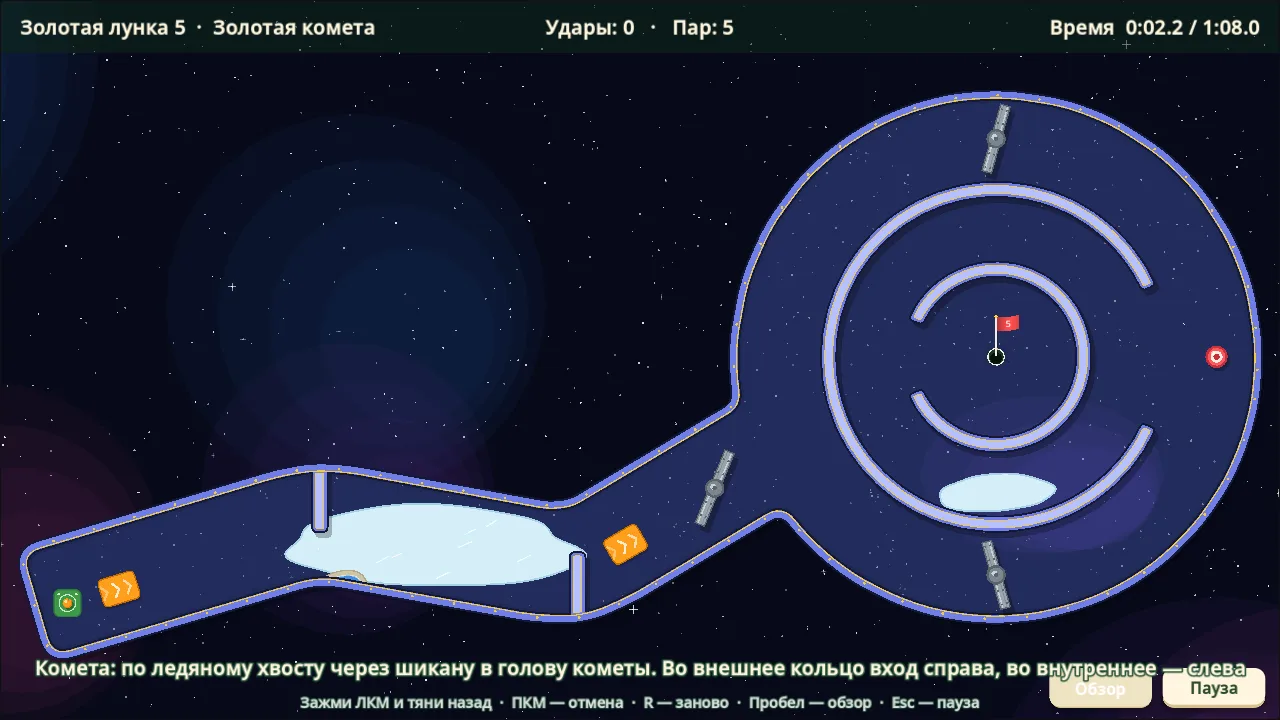 Золотая лунка 5 · Золотая комета
Удары: 0 · Пар: 5
Время 0:02.2 / 1:08.0
5
Комета: по ледяному хвосту через шикану в голову кометы. Во внешнее кольцо вход справа, во внутреннее — слева
Обзор
Пауза
Зажми ЛКМ и тяни назад · ПКМ — отмена · R — заново · Пробел — обзор · Esc — пауза